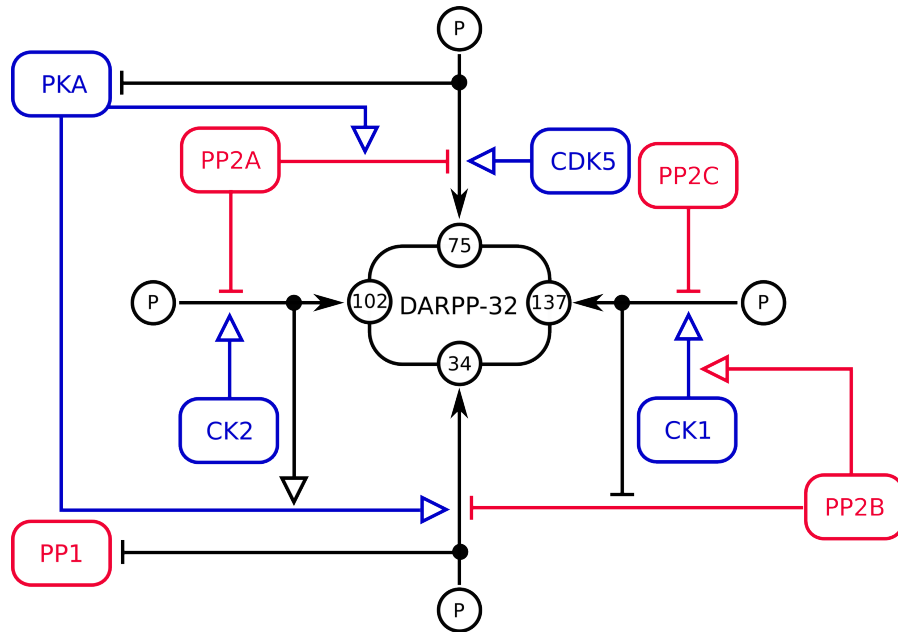 P
PKA
PP2A
CDK5
PP2C
75
P
102
DARPP-32
137
P
34
CK2
CK1
PP2B
PP1
P